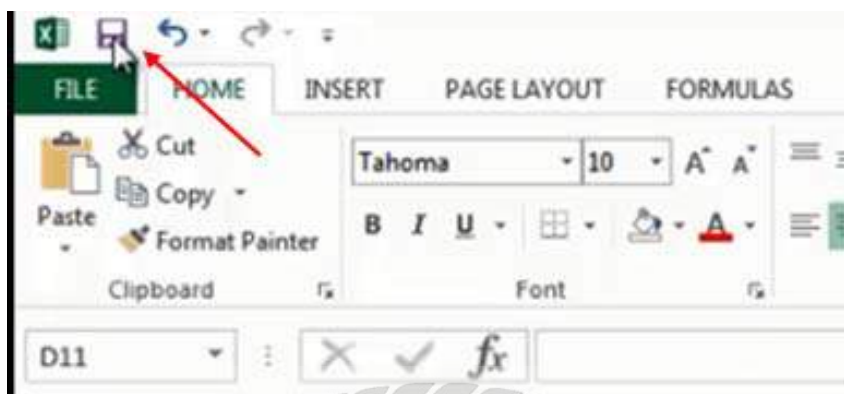 FILE HOME INSERT PAGE LAYOUT FORMULAS
Cut
Copy
Paste
Format Painter
Clipboard
Tahoma 10 A A
B I U A
Font
D11 fx